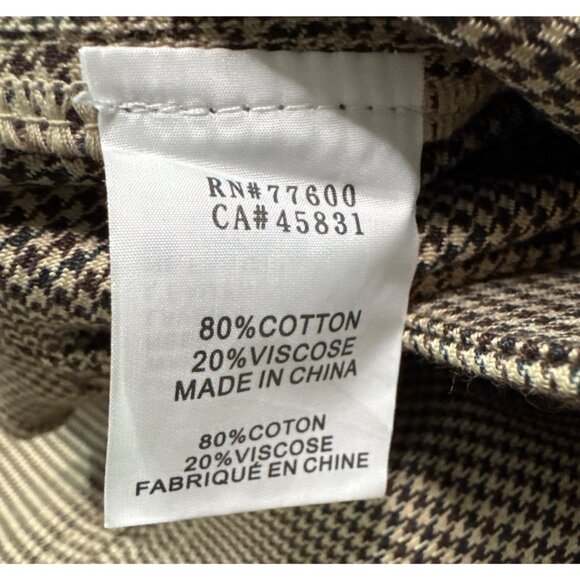 RN#77600
CA#45831
80%COTTON
20%VISCOSE
MADE IN CHINA
80%COTON
20%VISCOSE
FABRIQUÉ EN CHINE